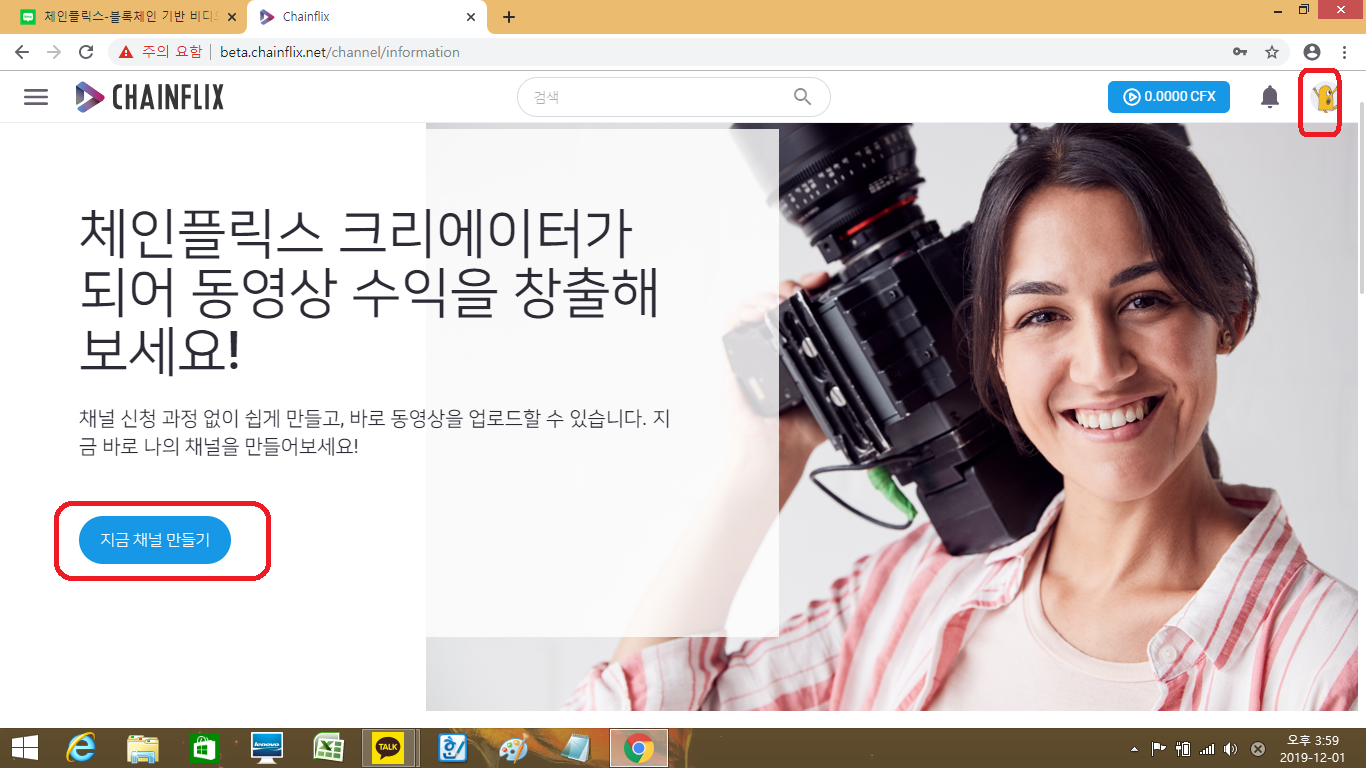 체인플릭스-블록체인 기반 비디오
Chainflix
주의 요함
beta.chainflix.net/channel/information
CHAINFLIX
검색
0.0000 CFX
체인플릭스 크리에이터가
되어 동영상 수익을 창출해
보세요!
채널 신청 과정 없이 쉽게 만들고, 바로 동영상을 업로드할 수 있습니다. 지
금 바로 나의 채널을 만들어보세요!
지금 채널 만들기
lenovo
TALK
오후 3:59
2019-12-01